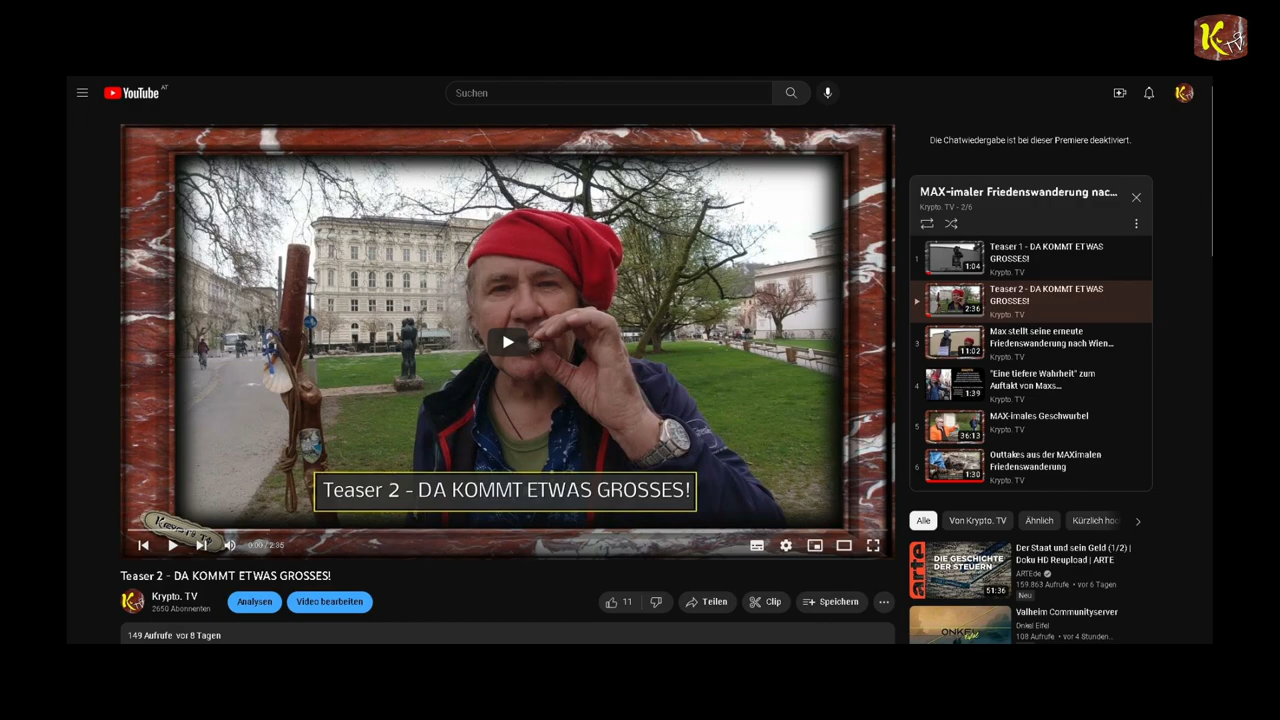 K TV
YouTube AT
Suchen
Die Chatwiedergabe ist bei dieser Premiere deaktiviert.
Teaser 2 - DA KOMMT ETWAS GROSSES!
Krypto TV
0:00 / 2:35
Teaser 2 - DA KOMMT ETWAS GROSSES!
Krypto. TV
2650 Abonnenten
Analysen
Video bearbeiten
11
Teilen
Clip
Speichern
149 Aufrufe vor 8 Tagen
MAX-imaler Friedenswanderung nac...
Krypto. TV - 2/6
1
1:04
Teaser 1 - DA KOMMT ETWAS
GROSSES!
Krypto. TV
2:36
Teaser 2 - DA KOMMT ETWAS
GROSSES!
Krypto. TV
3
11:02
Max stellt seine erneute
Friedenswanderung nach Wien...
Krypto. TV
4
1:39
"Eine tiefere Wahrheit" zum
Auftakt von Maxs...
Krypto. TV
5
36:13
MAX-imales Geschwurbel
Krypto. TV
6
1:30
Outtakes aus der MAXimalen
Friedenswanderung
Krypto. TV
Alle
Von Krypto. TV
Ähnlich
Kürzlich hoc
arte
DIE GESCHICHTE
DER STEUERN
51:36
Der Staut und sein Geld (1/2) |
Doku HD Reupload | ARTE
ARTEde
159.863 Aufrufe • vor 6 Tagen
Neu
ONKEL
Eifel
Valheim Communityserver
Onkel Eifel
108 Aufrufe • vor 4 Stunden...